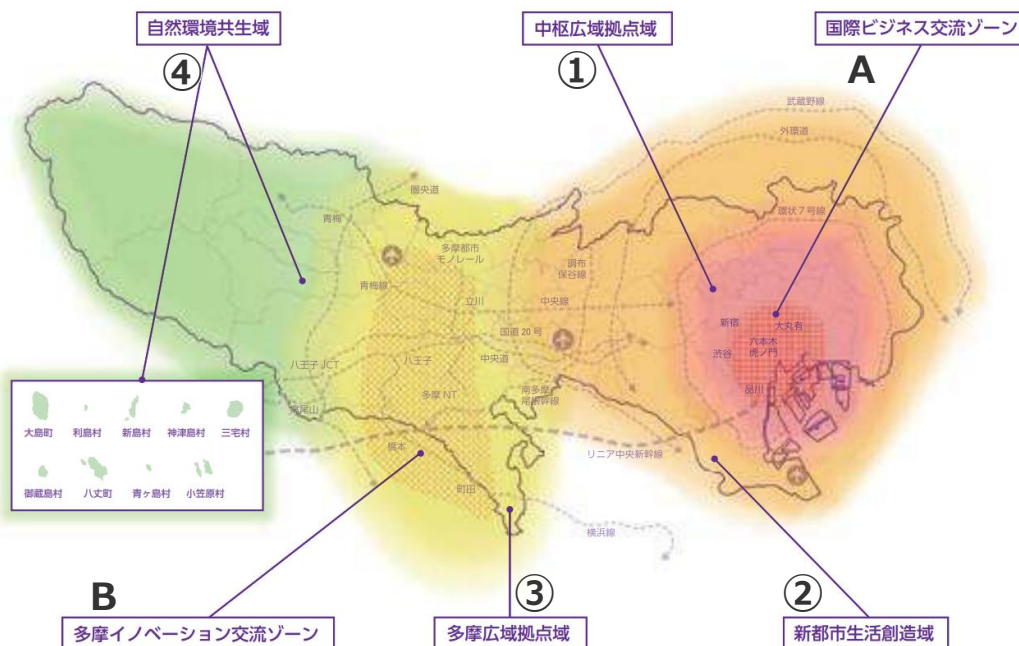 自然環境共生域
中枢広域拠点域
国際ビジネス交流ゾーン
④
①
A
武蔵野線
外環道
圏央道
環状7号線
青梅
多摩都市
モノレール
調布
保谷線
青梅線
立川
中央線
新宿
大丸有
国道20号
六本木
虎ノ門
渋谷
八王子JCT
八王子
中央道
品川
多摩NT
南多摩
尾根幹線
高尾山
大島町
利島村
新島村
神津島村
三宅村
橋本
リニア中央新幹線
御蔵島村
八丈町
青ヶ島村
小笠原村
町田
横浜線
B
③
②
多摩イノベーション交流ゾーン
多摩広域拠点域
新都市生活創造域